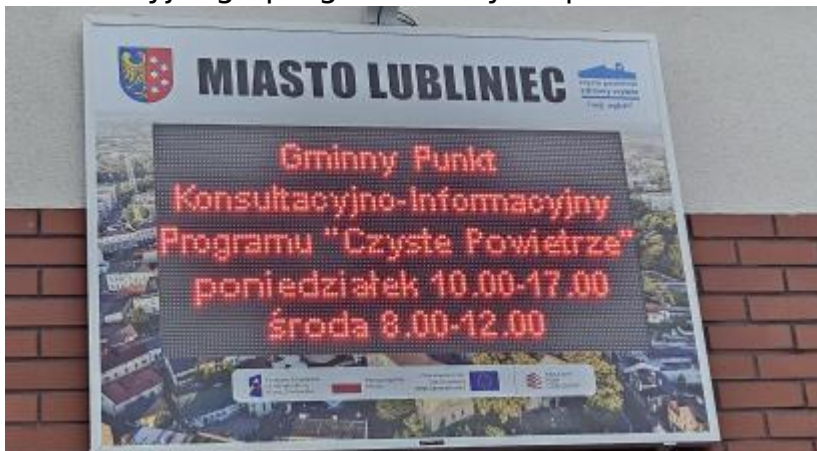 MIASTO LUBLINIEC
Gminny Punkt
Konsultacyjno-Informacyjny
Programu "Czyste Powietrze"
poniedziałek 10.00-17.00
środa 8.00-12.00